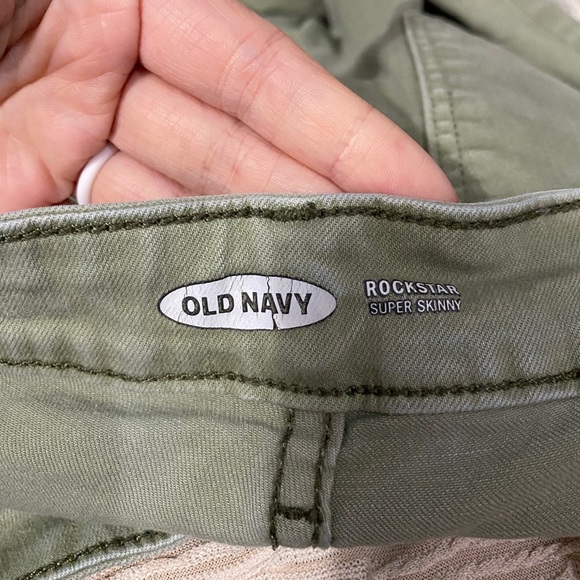 OLD NAVY
ROCKSTAR
SUPER SKINNY